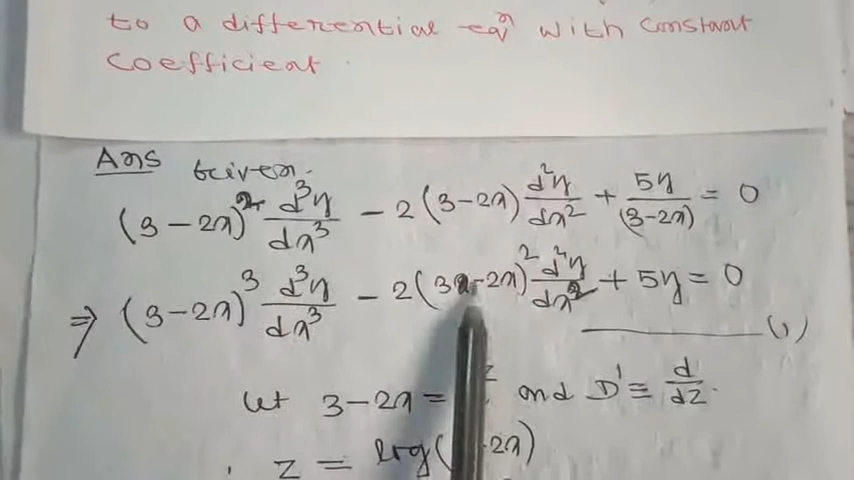 to a differential eqⁿ with constant
coefficient
Ans Given.
(3-2x)² d³y/dx³ - 2(3-2x) d²y/dx² + 5y/(3-2x) = 0
⇒ (3-2x)³ d³y/dx³ - 2(3-2x)² d²y/dx² + 5y = 0
(1)
let 3-2x = and D' ≡ d/dz.
z = log( -2x)